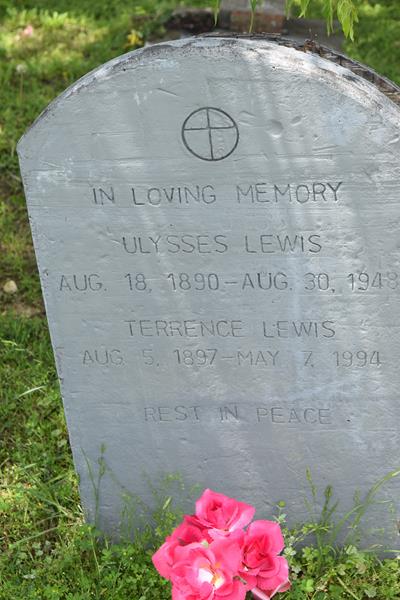 IN LOVING MEMORY
ULYSSES LEWIS
AUG. 18, 1890–AUG. 30, 1948
TERRENCE LEWIS
AUG. 5, 1897–MAY 7, 1994
REST IN PEACE.